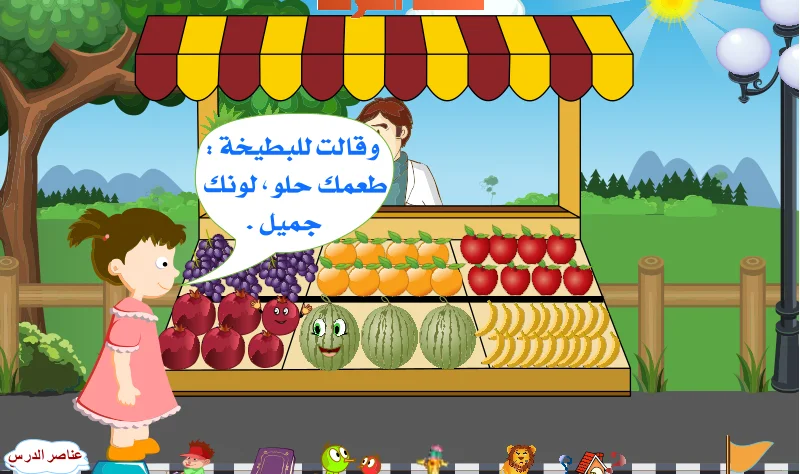 وقالت للبطيخة :
طعمك حلو ، لونك
جميل .
عناصر الدرس